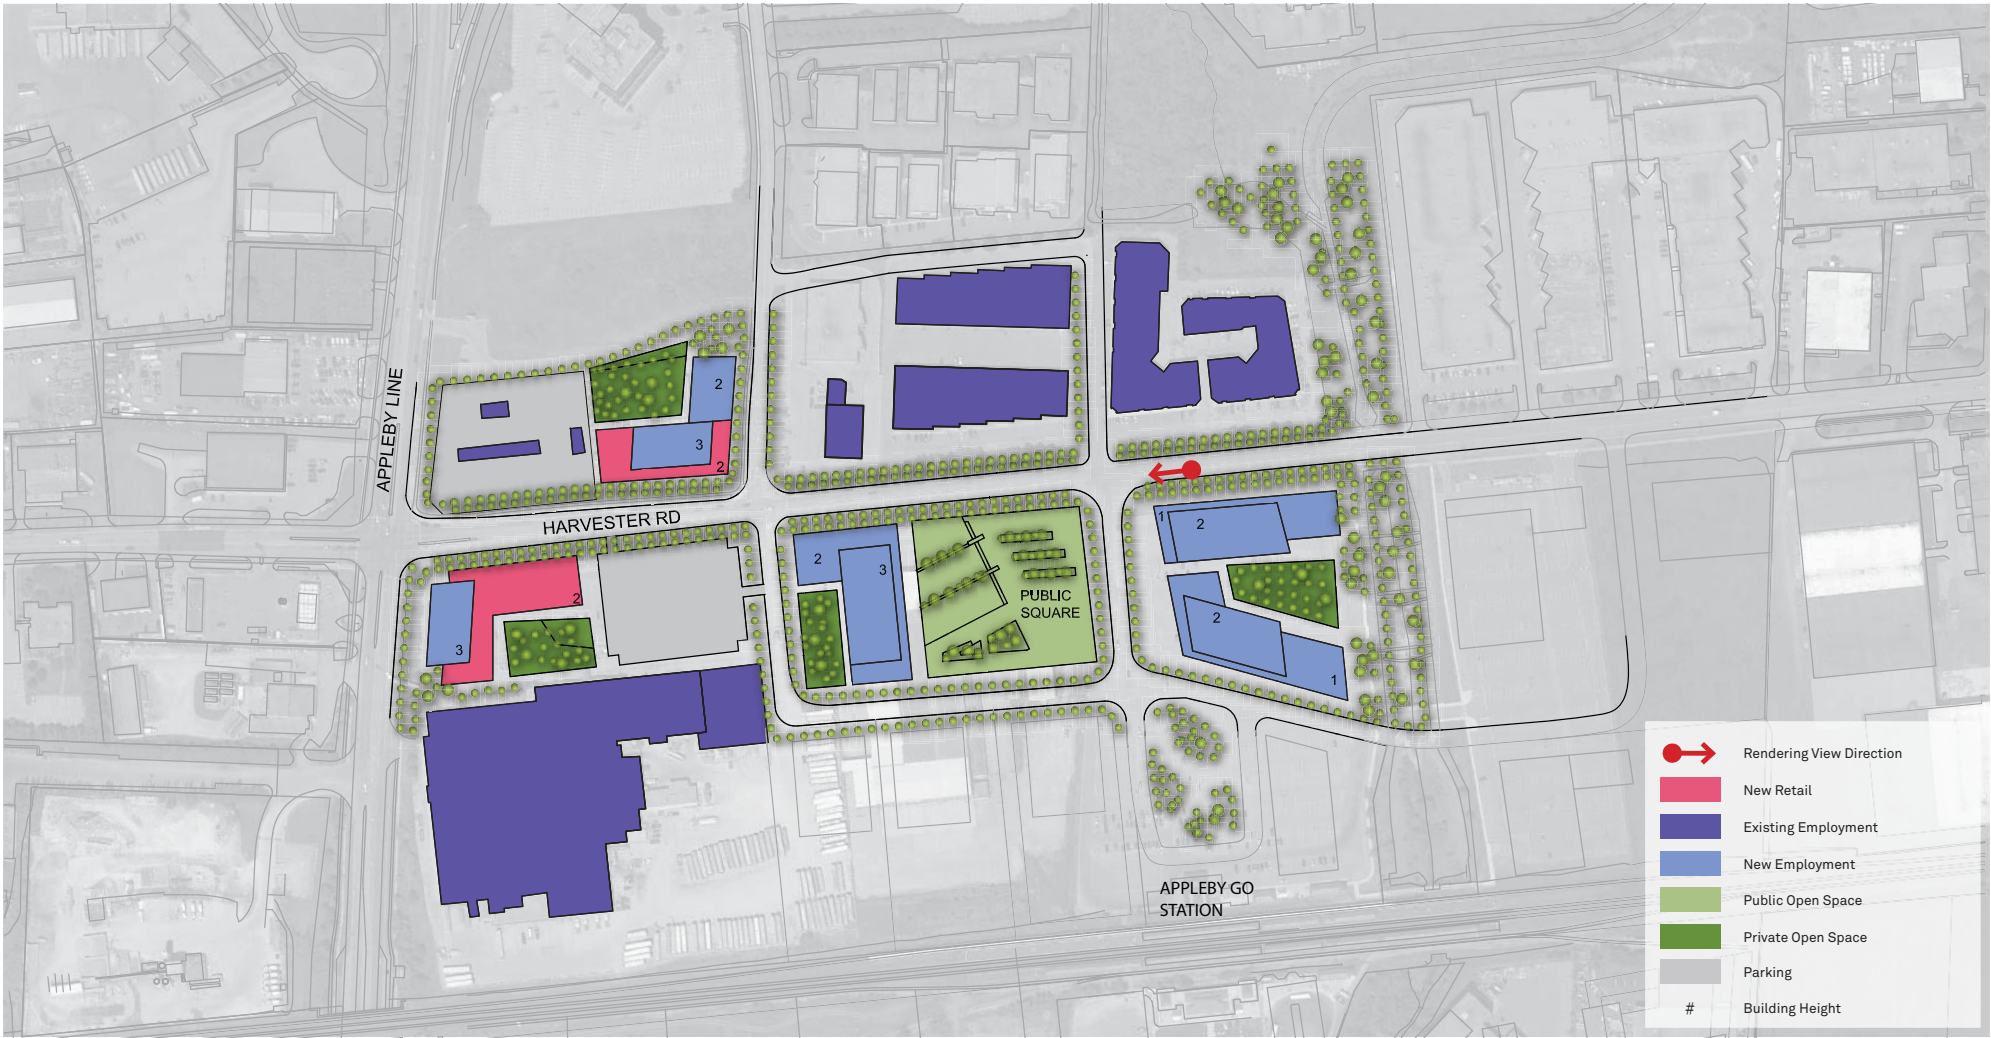 APPLEBY LINE
2
3
2
HARVESTER RD
2
3
2
3
PUBLIC
SQUARE
1
2
2
1
APPLEBY GO
STATION
Rendering View Direction
New Retail
Existing Employment
New Employment
Public Open Space
Private Open Space
Parking
# Building Height